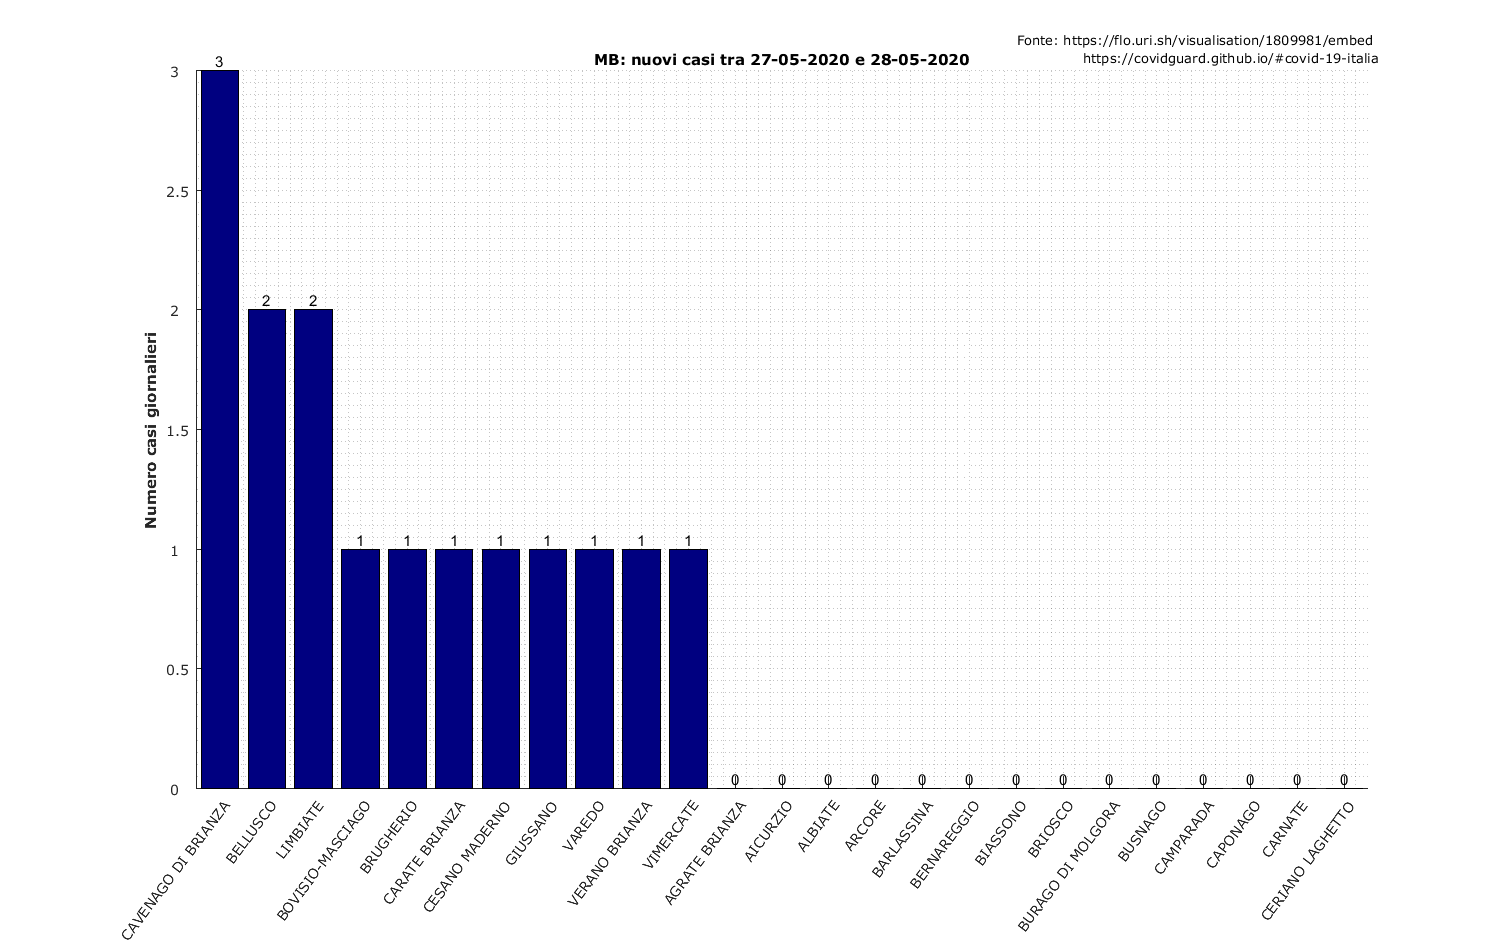 Fonte: https://flo.uri.sh/visualisation/1809981/embed
https://covidguard.github.io/#covid-19-italia
MB: nuovi casi tra 27-05-2020 e 28-05-2020
Numero casi giornalieri
3
2.5
2
1.5
1
0.5
0
3
2
2
1
1
1
1
1
1
1
1
0
0
0
0
0
0
0
0
0
0
0
0
0
0
CAVENAGO DI BRIANZA
BELLUSCO
LIMBIATE
BOVISIO-MASCIAGO
BRUGHERIO
CARATE BRIANZA
CESANO MADERNO
GIUSSANO
VAREDO
VERANO BRIANZA
VIMERCATE
AGRATE BRIANZA
AICURZIO
ALBIATE
ARCORE
BARLASSINA
BERNAREGGIO
BIASSONO
BRIOSCO
BURAGO DI MOLGORA
BUSNAGO
CAMPARADA
CAPONAGO
CARNATE
CERIANO LAGHETTO